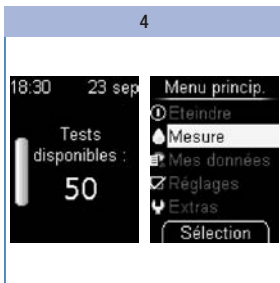 4
18:30 23 sep
Tests
disponibles :
50
Menu princip.
Eteindre
Mesure
Mes données
Réglages
Extras
Sélection